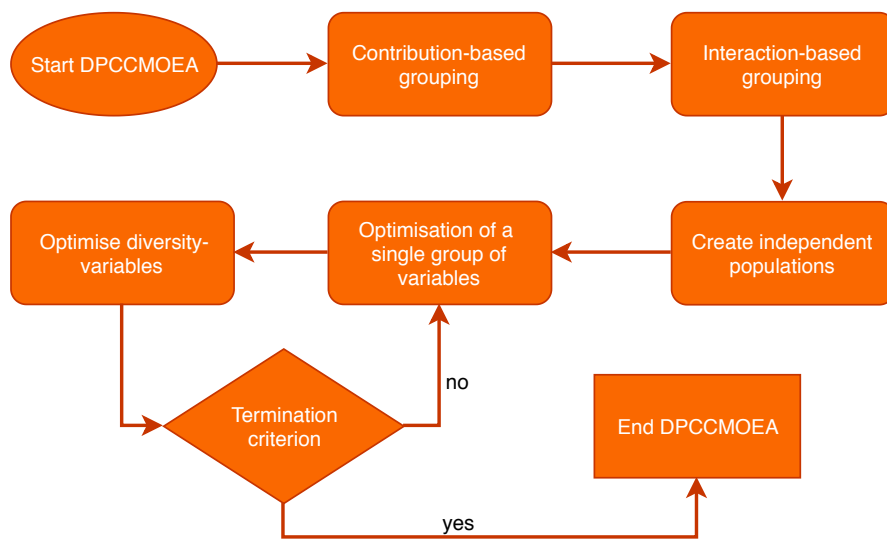 Start DPCCMOEA
Contribution-based
grouping
Interaction-based
grouping
Create independent
populations
Optimisation of a
single group of
variables
Optimise diversity-
variables
Termination
criterion
no
yes
End DPCCMOEA